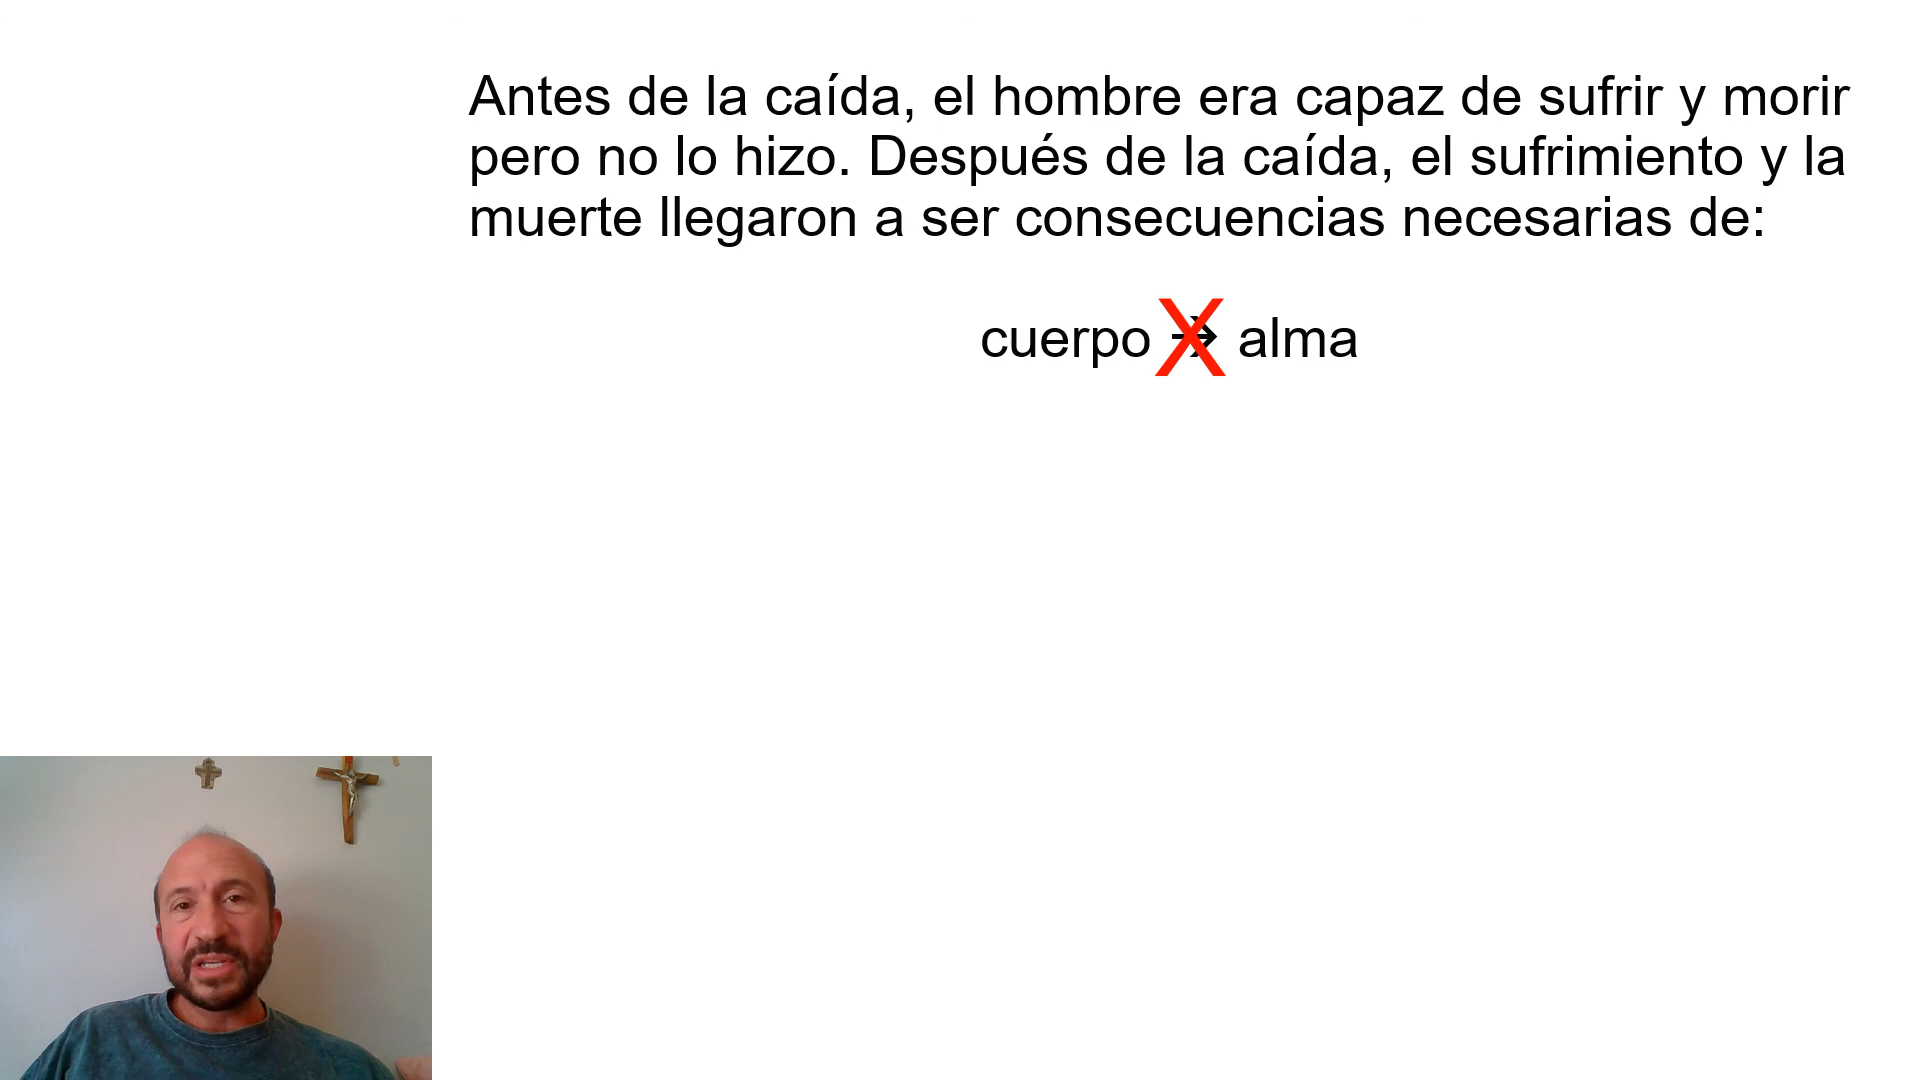 Antes de la caída, el hombre era capaz de sufrir y morir
pero no lo hizo. Después de la caída, el sufrimiento y la
muerte llegaron a ser consecuencias necesarias de:
cuerpo → alma
X